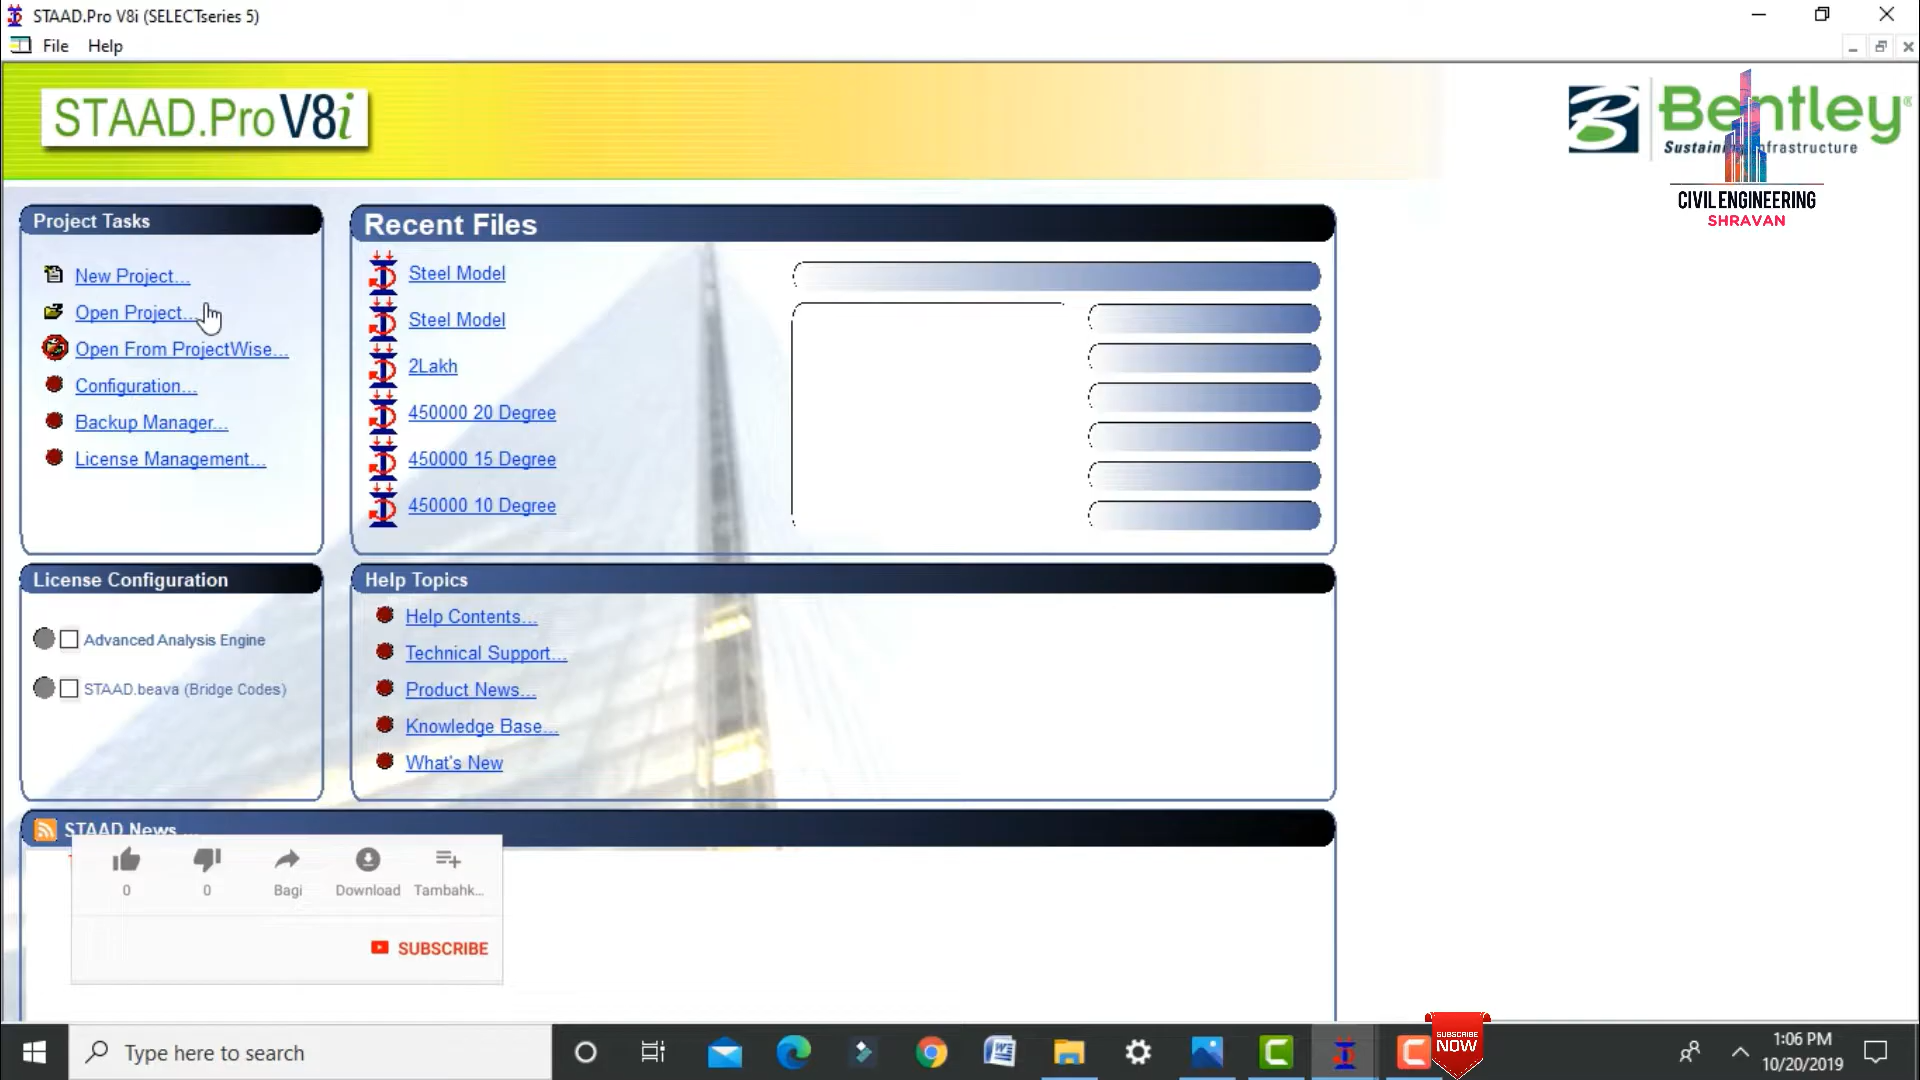 STAAD.Pro V8i (SELECTseries 5)
File Help
STAAD.Pro V8i
Bentley®
CIVIL ENGINEERING
SHRAVAN
Project Tasks
New Project...
Open Project...
Open From ProjectWise...
Configuration...
Backup Manager...
License Management...
Recent Files
Steel Model
Steel Model
2Lakh
450000 20 Degree
450000 15 Degree
450000 10 Degree
License Configuration
Advanced Analysis Engine
STAAD.beava (Bridge Codes)
Help Topics
Help Contents...
Technical Support...
Product News...
Knowledge Base...
What's New
STAAD News ...
0 0 Bagi Download Tambahk...
SUBSCRIBE
Type here to search
SUBSCRIBE
NOW
1:06 PM
10/20/2019